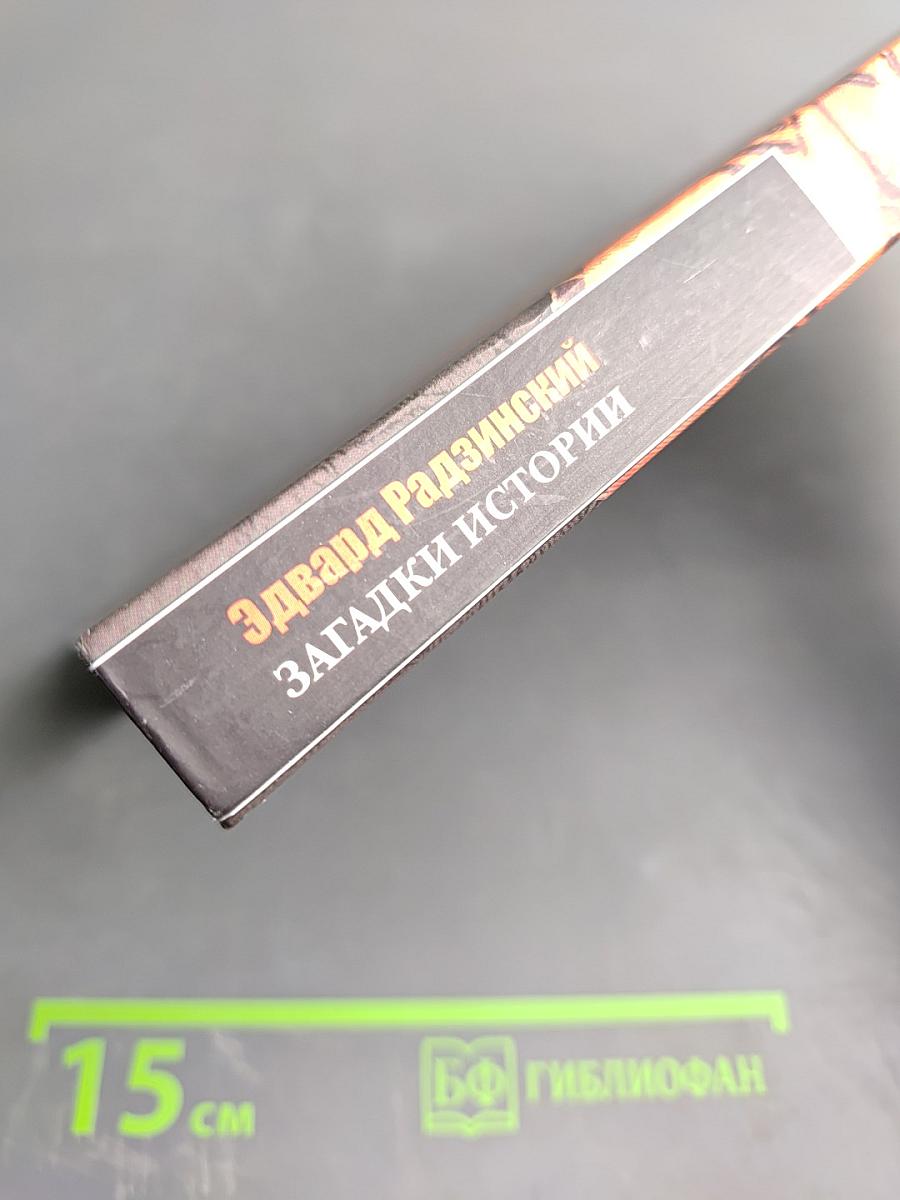 Эдвард Радзинский
ЗАГАДКИ ИСТОРИИ
15 см
БФ ГИБЛИОФАН